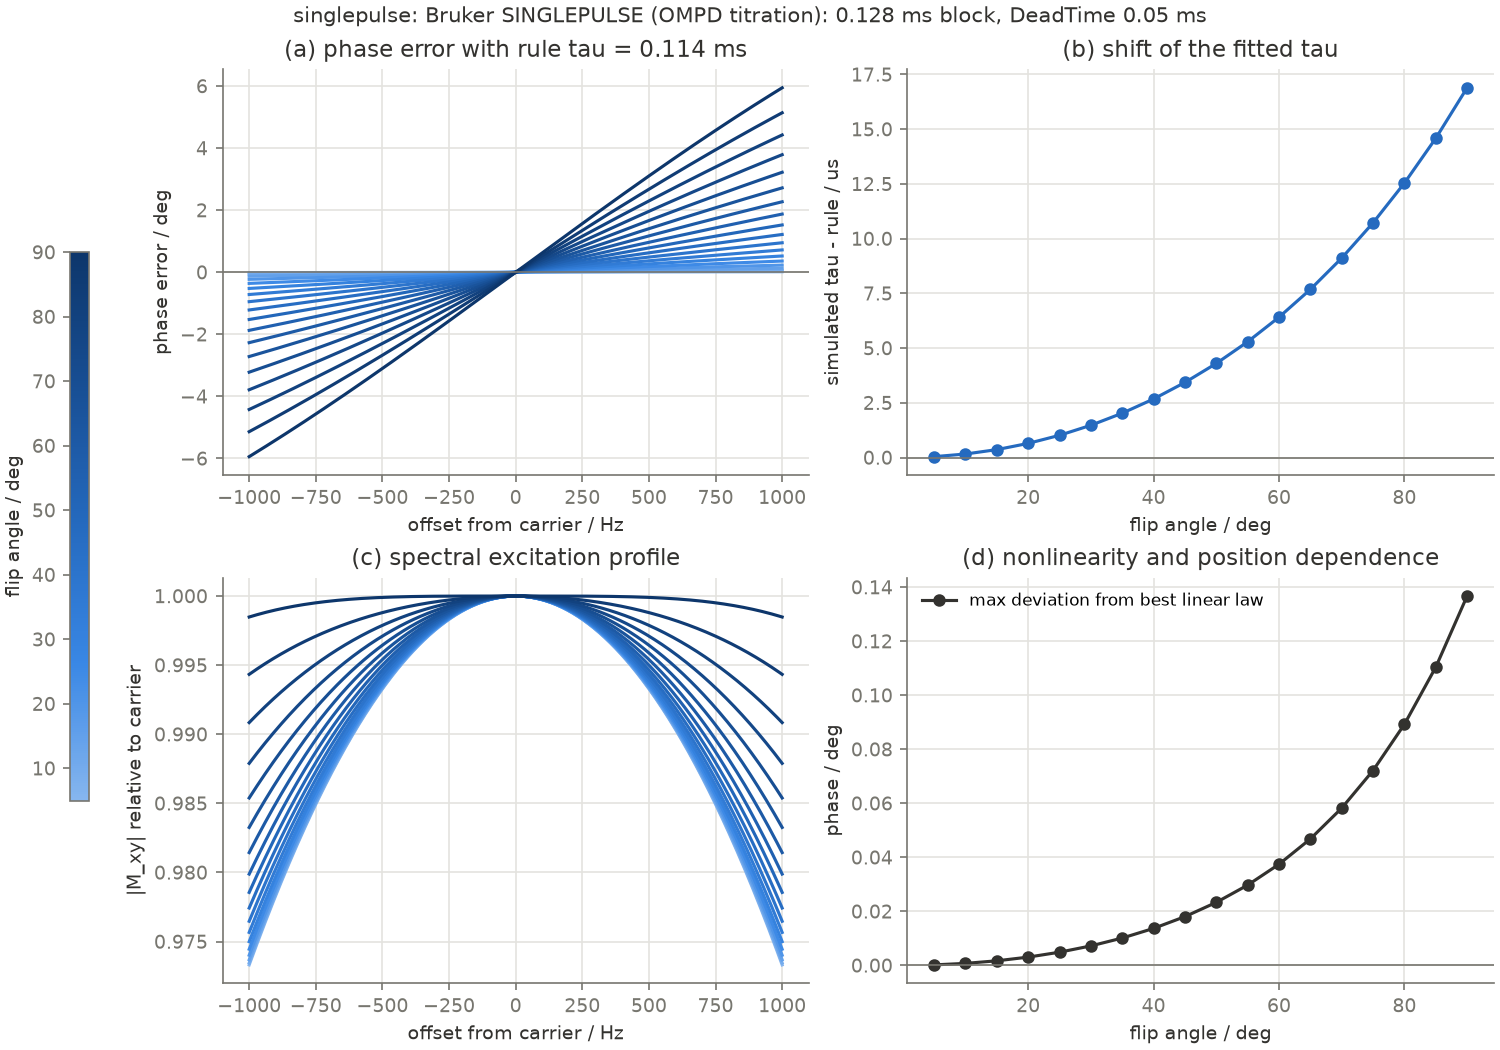 singlepulse: Bruker SINGLEPULSE (OMPD titration): 0.128 ms block, DeadTime 0.05 ms
(a) phase error with rule tau = 0.114 ms
6
4
2
0
−2
−4
−6
phase error / deg
−1000 −750 −500 −250 0 250 500 750 1000
offset from carrier / Hz
(b) shift of the fitted tau
17.5
15.0
12.5
10.0
7.5
5.0
2.5
0.0
simulated tau - rule / us
20 40 60 80
flip angle / deg
90
80
70
60
50
40
30
20
10
flip angle / deg
(c) spectral excitation profile
1.000
0.995
0.990
0.985
0.980
0.975
|M_xy| relative to carrier
−1000 −750 −500 −250 0 250 500 750 1000
offset from carrier / Hz
(d) nonlinearity and position dependence
max deviation from best linear law
0.14
0.12
0.10
0.08
0.06
0.04
0.02
0.00
phase / deg
20 40 60 80
flip angle / deg